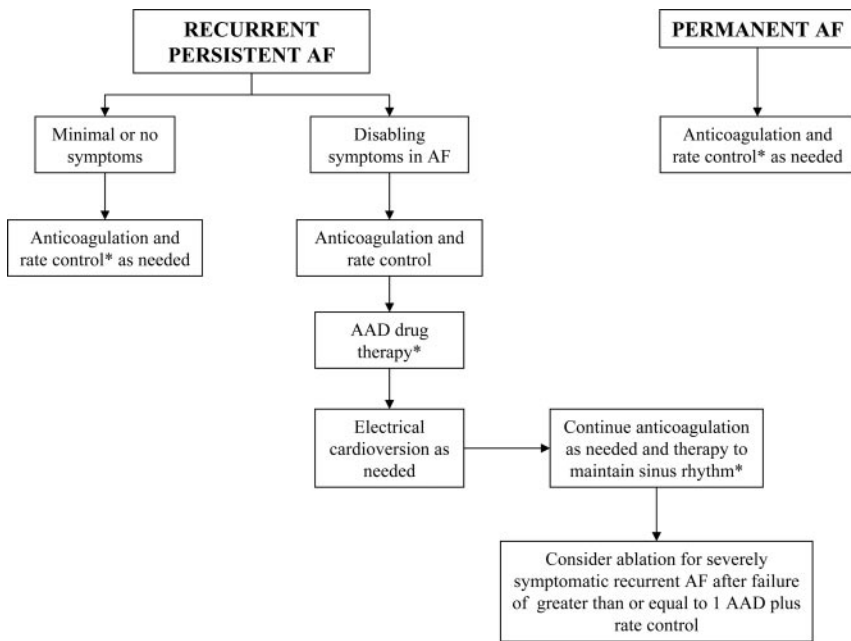 RECURRENT
PERSISTENT AF
PERMANENT AF
Minimal or no
symptoms
Disabling
symptoms in AF
Anticoagulation and
rate control* as needed
Anticoagulation and
rate control* as needed
Anticoagulation and
rate control
AAD drug
therapy*
Electrical
cardioversion as
needed
Continue anticoagulation
as needed and therapy to
maintain sinus rhythm*
Consider ablation for severely
symptomatic recurrent AF after failure
of greater than or equal to 1 AAD plus
rate control